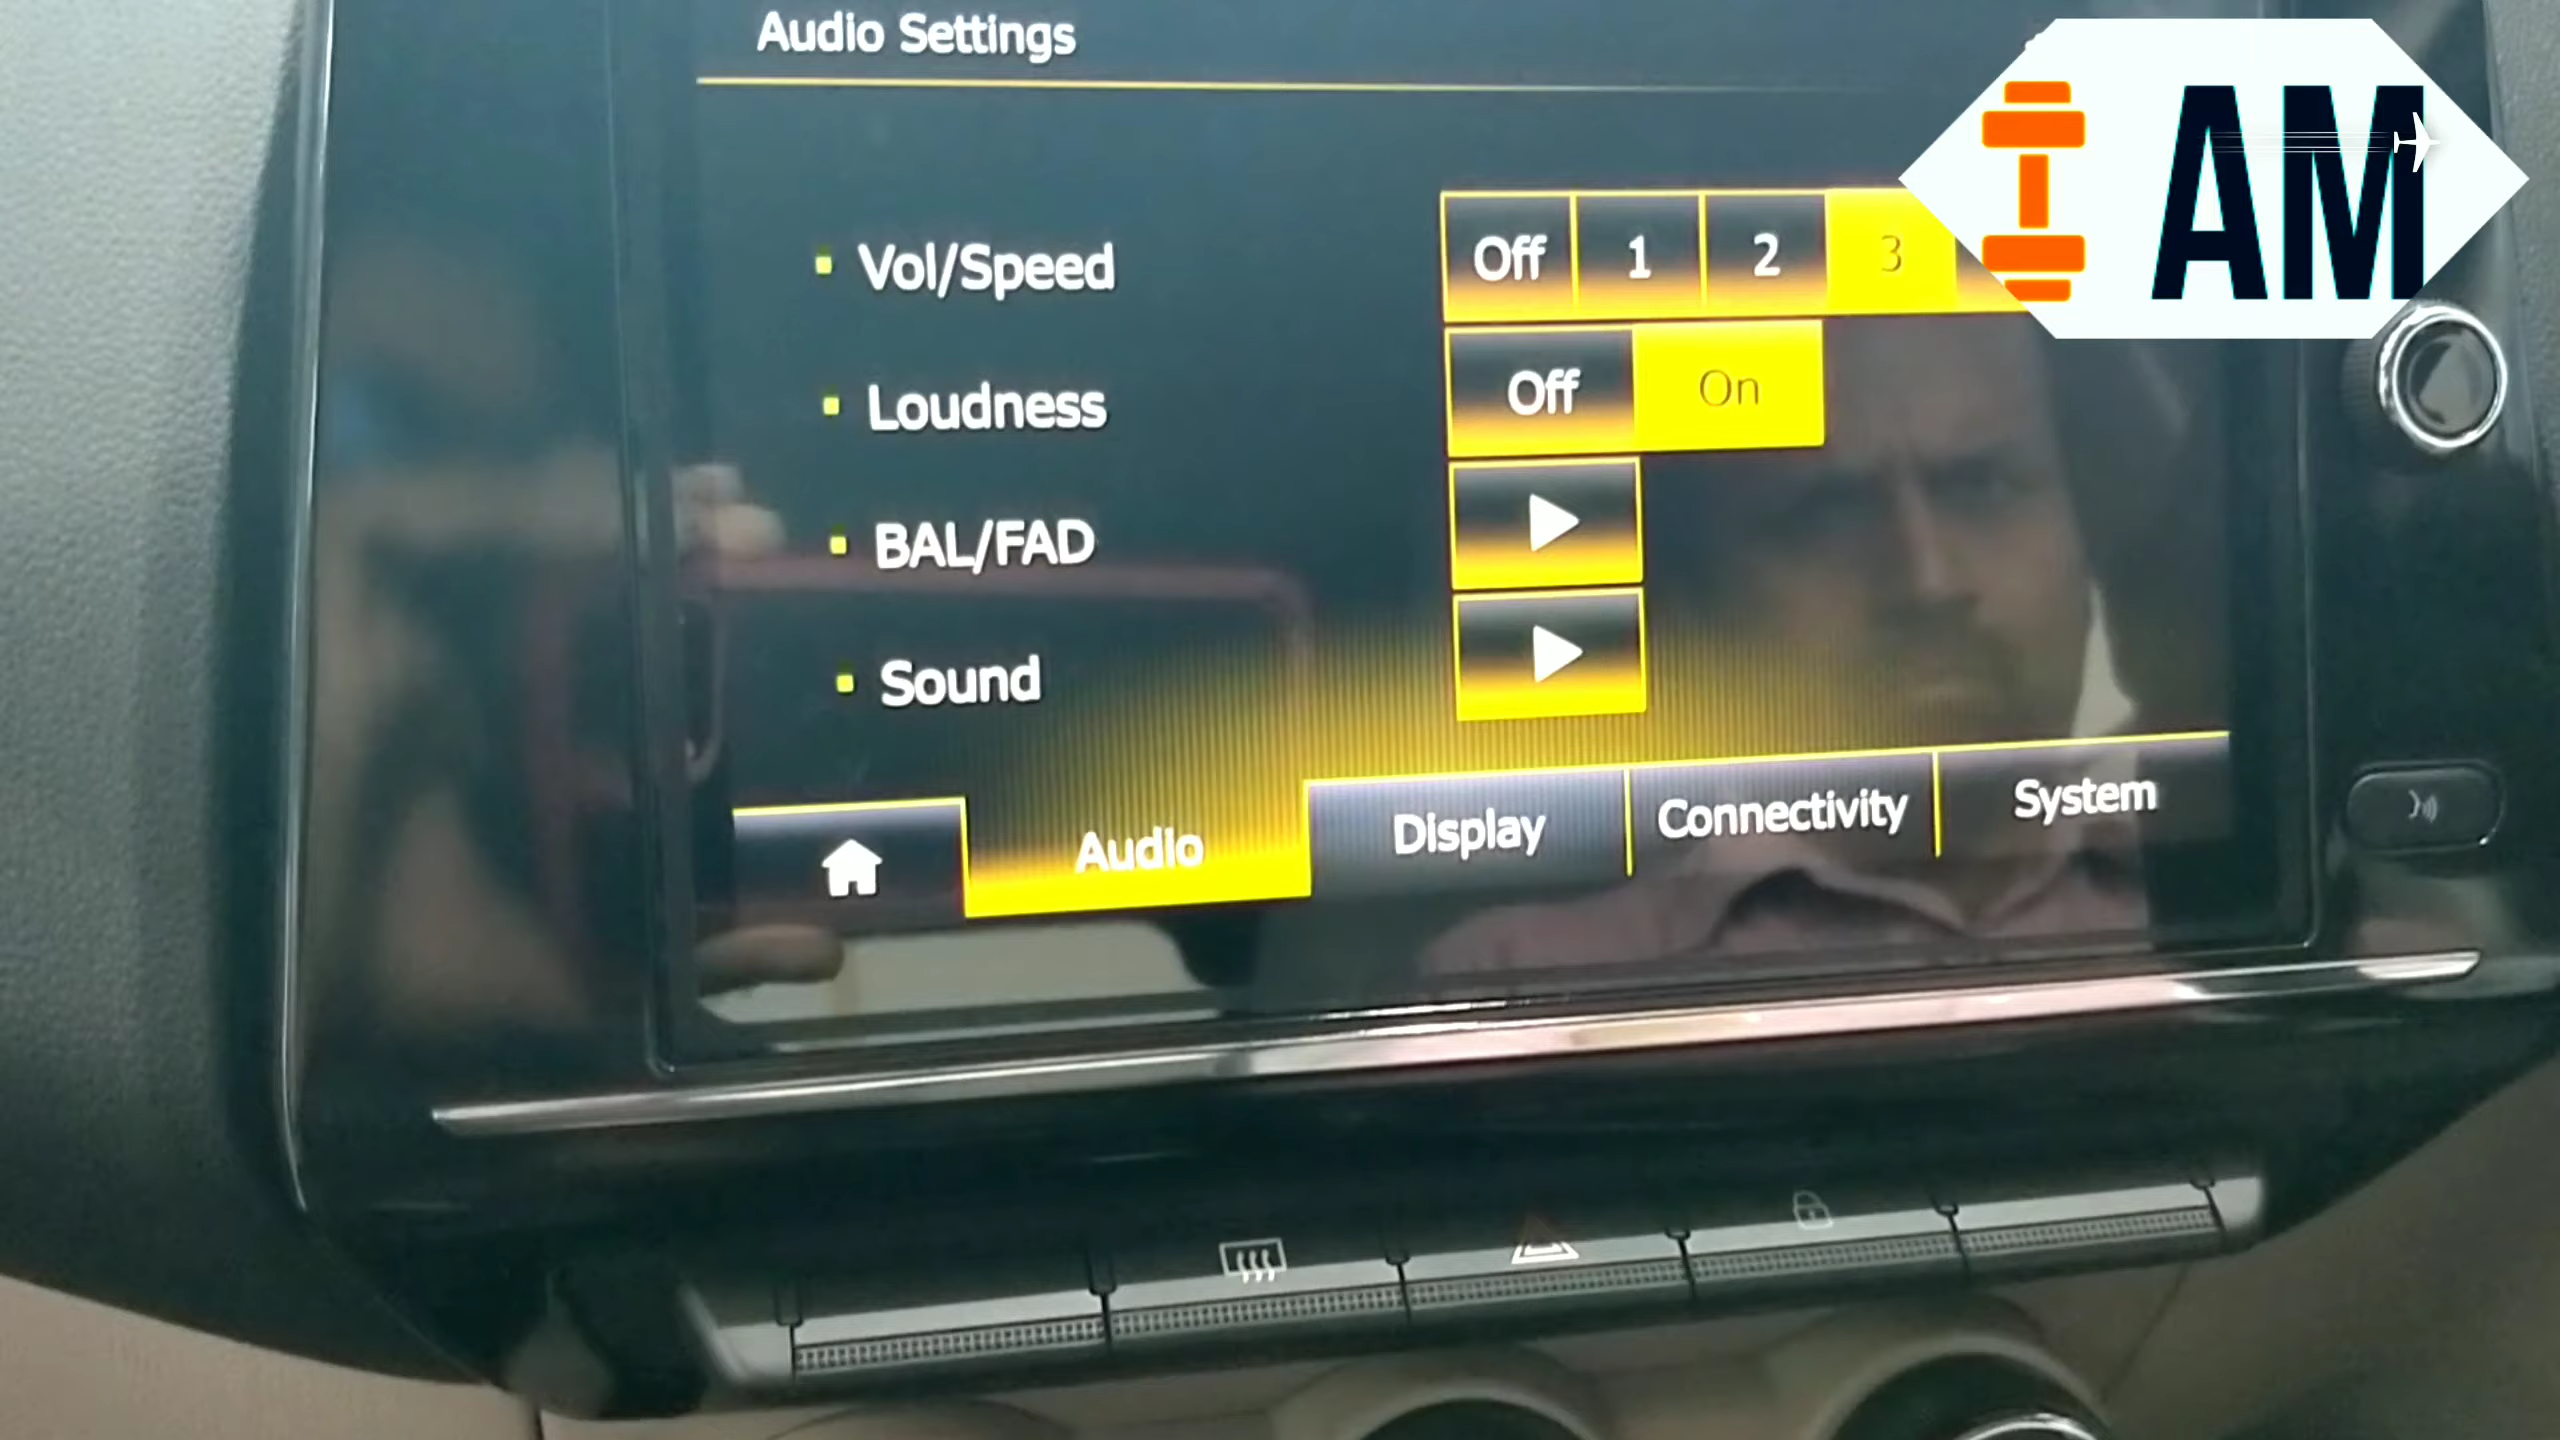 Audio Settings
Vol/Speed Off 1 2 3
Loudness Off On
BAL/FAD
Sound
Audio Display Connectivity System
I AM